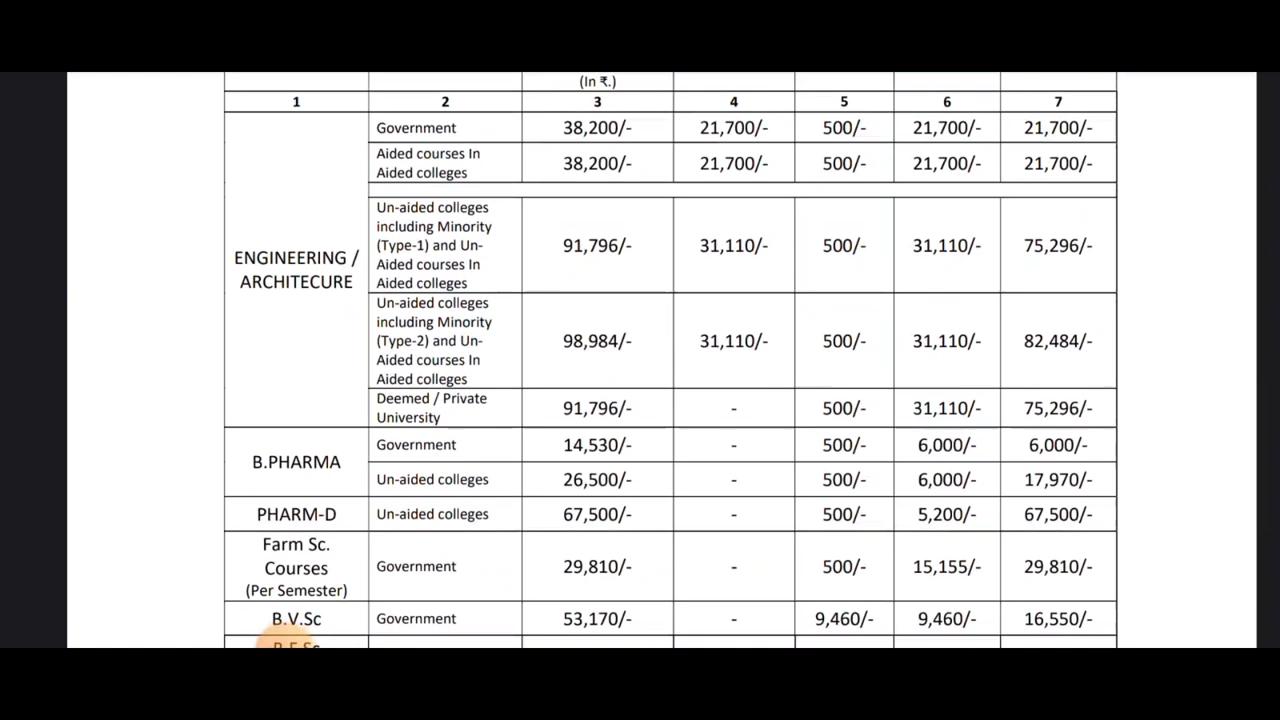 (In ₹.)
1 2 3 4 5 6 7
ENGINEERING /
ARCHITECURE
Government 38,200/- 21,700/- 500/- 21,700/- 21,700/-
Aided courses In
Aided colleges
38,200/- 21,700/- 500/- 21,700/- 21,700/-
Un-aided colleges
including Minority
(Type-1) and Un-
Aided courses In
Aided colleges
91,796/- 31,110/- 500/- 31,110/- 75,296/-
Un-aided colleges
including Minority
(Type-2) and Un-
Aided courses In
Aided colleges
98,984/- 31,110/- 500/- 31,110/- 82,484/-
Deemed / Private
University
91,796/- - 500/- 31,110/- 75,296/-
B.PHARMA
Government 14,530/- - 500/- 6,000/- 6,000/-
Un-aided colleges 26,500/- - 500/- 6,000/- 17,970/-
PHARM-D Un-aided colleges 67,500/- - 500/- 5,200/- 67,500/-
Farm Sc.
Courses
(Per Semester)
Government 29,810/- - 500/- 15,155/- 29,810/-
B.V.Sc Government 53,170/- - 9,460/- 9,460/- 16,550/-